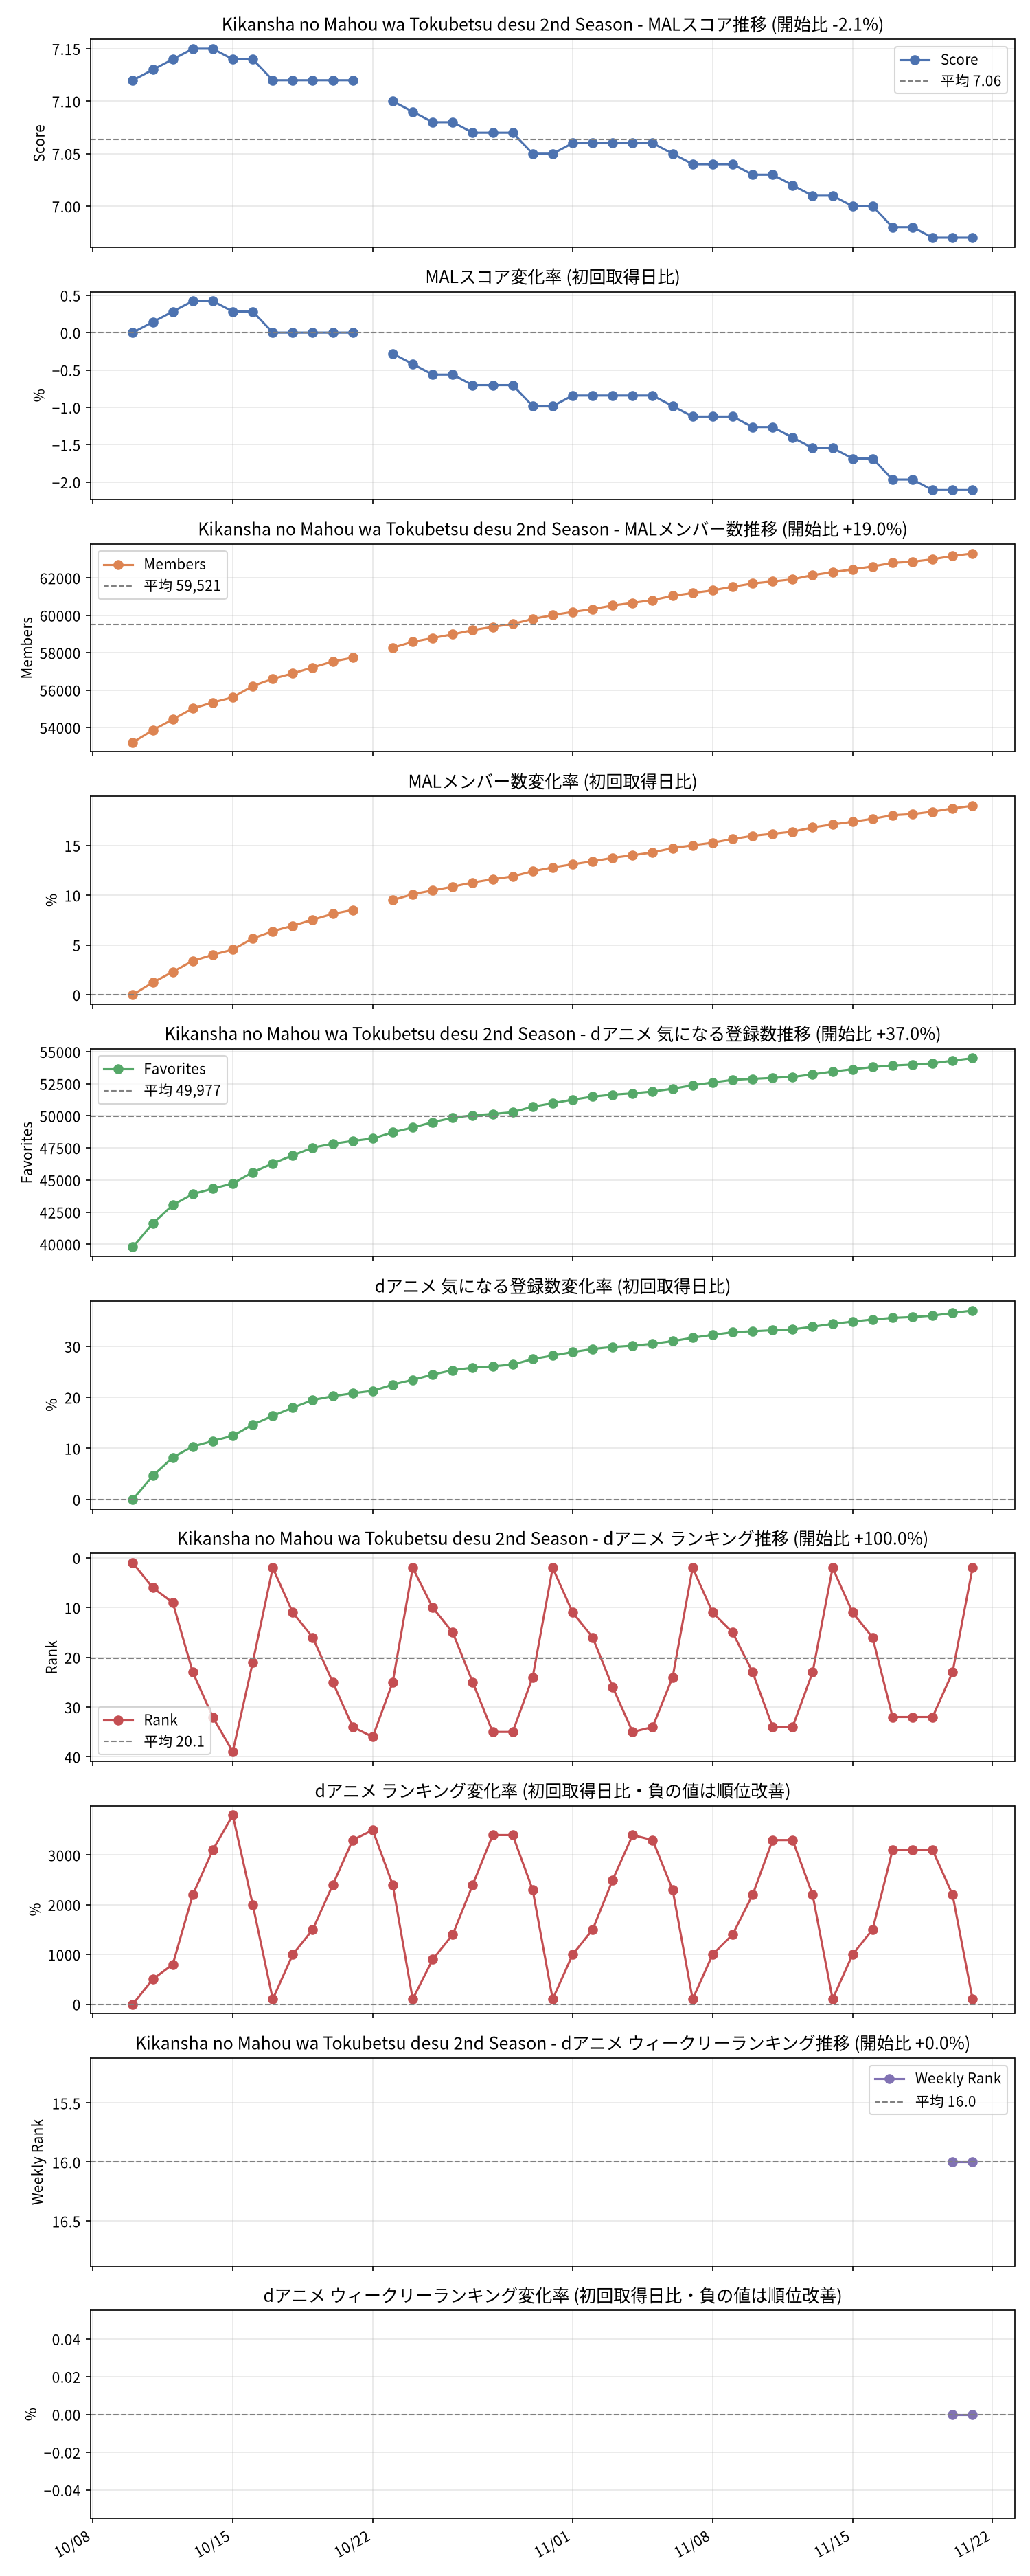 Kikansha no Mahou wa Tokubetsu desu 2nd Season - MALスコア推移 (開始比 -2.1%)
7.15
7.10
7.05
7.00
Score
Score
平均 7.06
MALスコア変化率 (初回取得日比)
0.5
0.0
−0.5
−1.0
−1.5
−2.0
%
Kikansha no Mahou wa Tokubetsu desu 2nd Season - MALメンバー数推移 (開始比 +19.0%)
62000
60000
58000
56000
54000
Members
Members
平均 59,521
MALメンバー数変化率 (初回取得日比)
15
10
5
0
%
Kikansha no Mahou wa Tokubetsu desu 2nd Season - dアニメ 気になる登録数推移 (開始比 +37.0%)
55000
52500
50000
47500
45000
42500
40000
Favorites
Favorites
平均 49,977
dアニメ 気になる登録数変化率 (初回取得日比)
30
20
10
0
%
Kikansha no Mahou wa Tokubetsu desu 2nd Season - dアニメ ランキング推移 (開始比 +100.0%)
0
10
20
30
40
Rank
Rank
平均 20.1
dアニメ ランキング変化率 (初回取得日比・負の値は順位改善)
3000
2000
1000
0
%
Kikansha no Mahou wa Tokubetsu desu 2nd Season - dアニメ ウィークリーランキング推移 (開始比 +0.0%)
15.5
16.0
16.5
Weekly Rank
Weekly Rank
平均 16.0
dアニメ ウィークリーランキング変化率 (初回取得日比・負の値は順位改善)
0.04
0.02
0.00
−0.02
−0.04
%
10/08
10/15
10/22
11/01
11/08
11/15
11/22